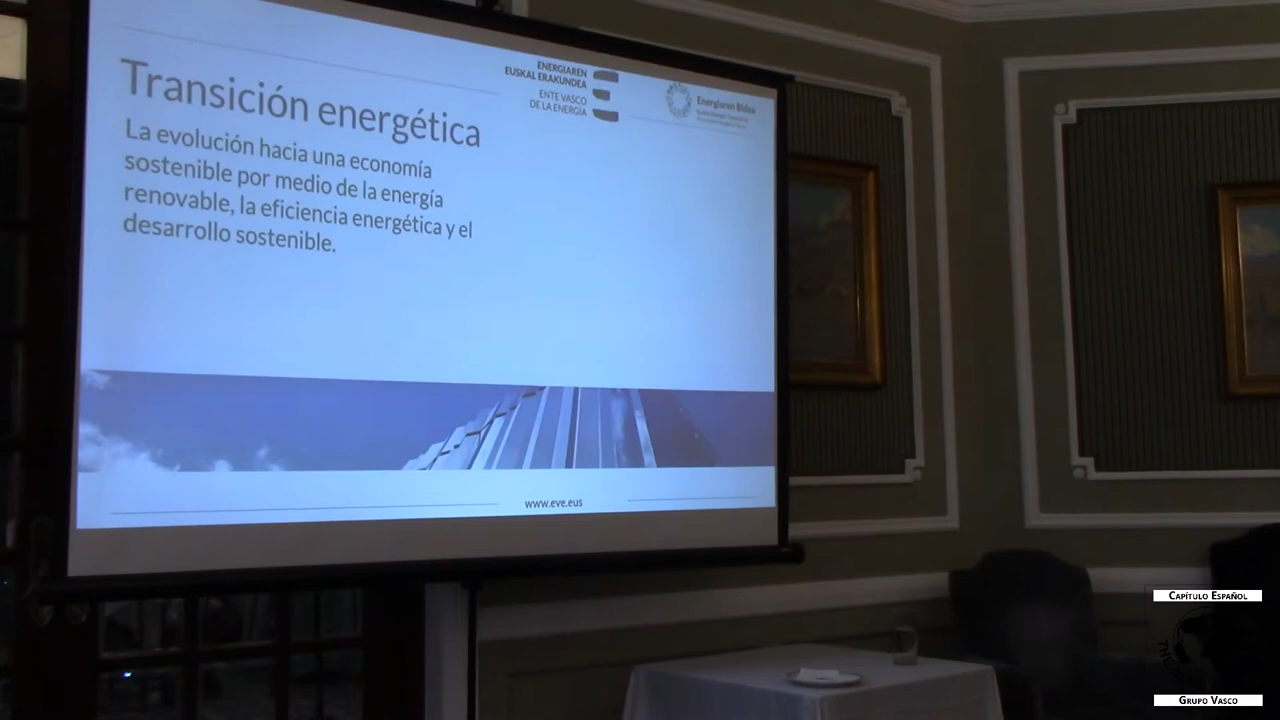 Transición energética
La evolución hacia una economía
sostenible por medio de la energía
renovable, la eficiencia energética y el
desarrollo sostenible.
ENERGIAREN
EUSKAL ERAKUNDEA
ENTE VASCO
DE LA ENERGÍA
Energiaren Bidea
www.eve.eus
Capítulo Español
THE
Grupo Vasco